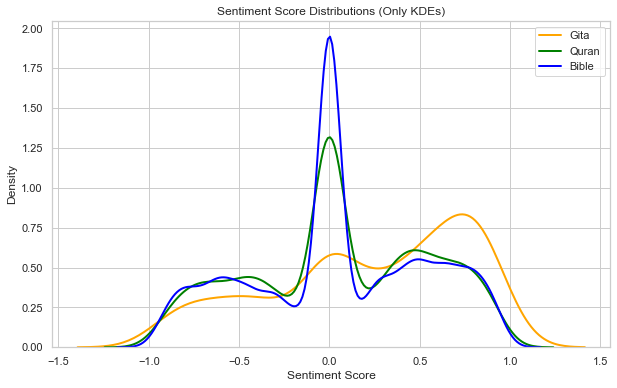 Sentiment Score Distributions (Only KDEs)
Gita
Quran
Bible
2.00
1.75
1.50
1.25
1.00
0.75
0.50
0.25
0.00
Density
−1.5 −1.0 −0.5 0.0 0.5 1.0 1.5
Sentiment Score